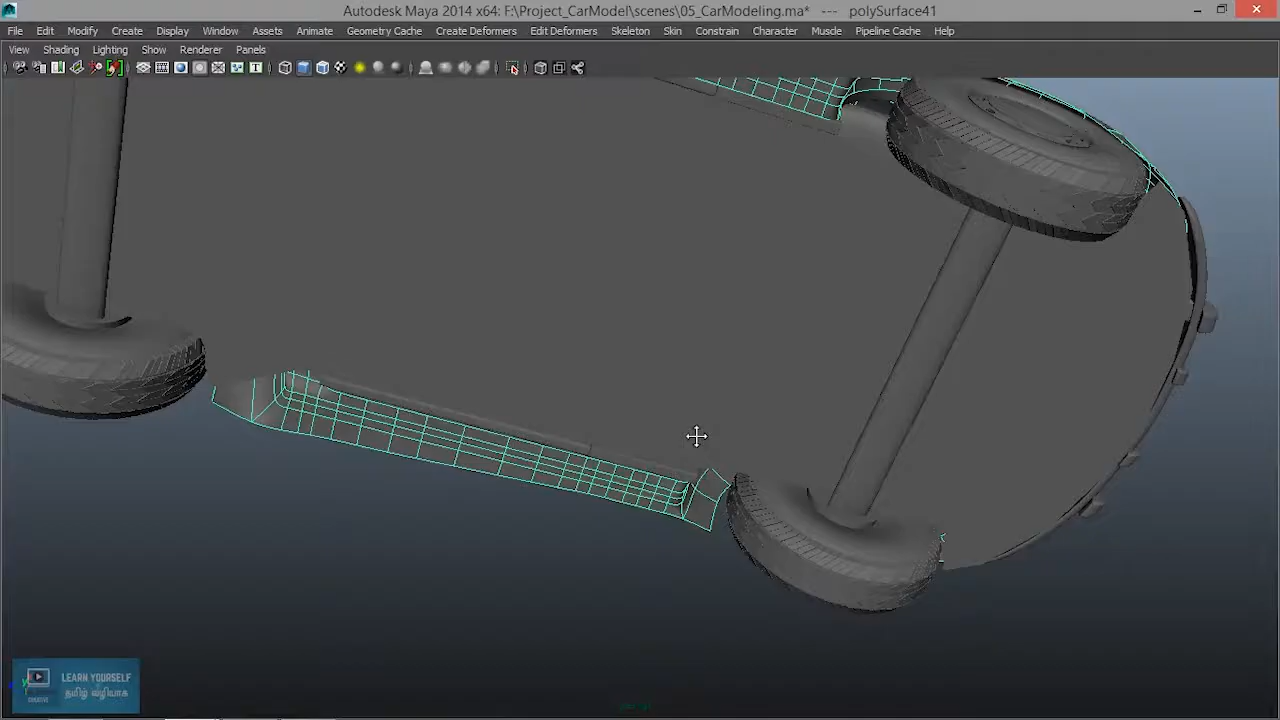 Autodesk Maya 2014 x64: F:\Project_CarModel\scenes\05_CarModeling.ma* --- polySurface41
File Edit Modify Create Display Window Assets Animate Geometry Cache Create Deformers Edit Deformers Skeleton Skin Constrain Character Muscle Pipeline Cache Help
View Shading Lighting Show Renderer Panels
LEARN YOURSELF
தமிழ் வழியாக
CREATIVE